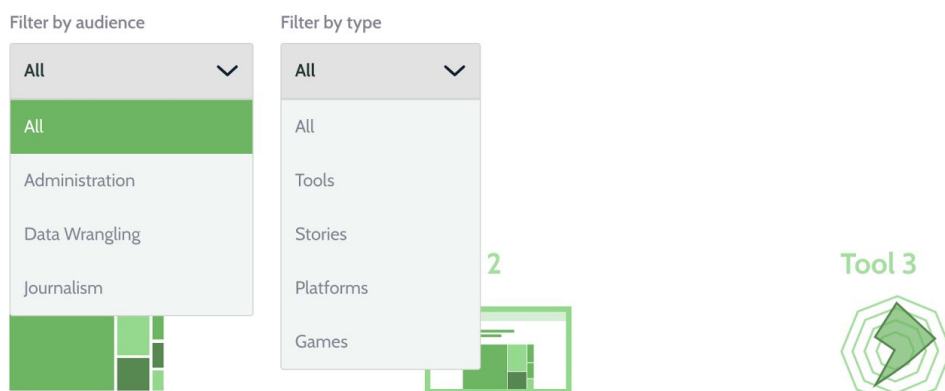 Filter by audience
All
All
Administration
Data Wrangling
Journalism
Filter by type
All
All
Tools
Stories
Platforms
Games
2
Tool 3